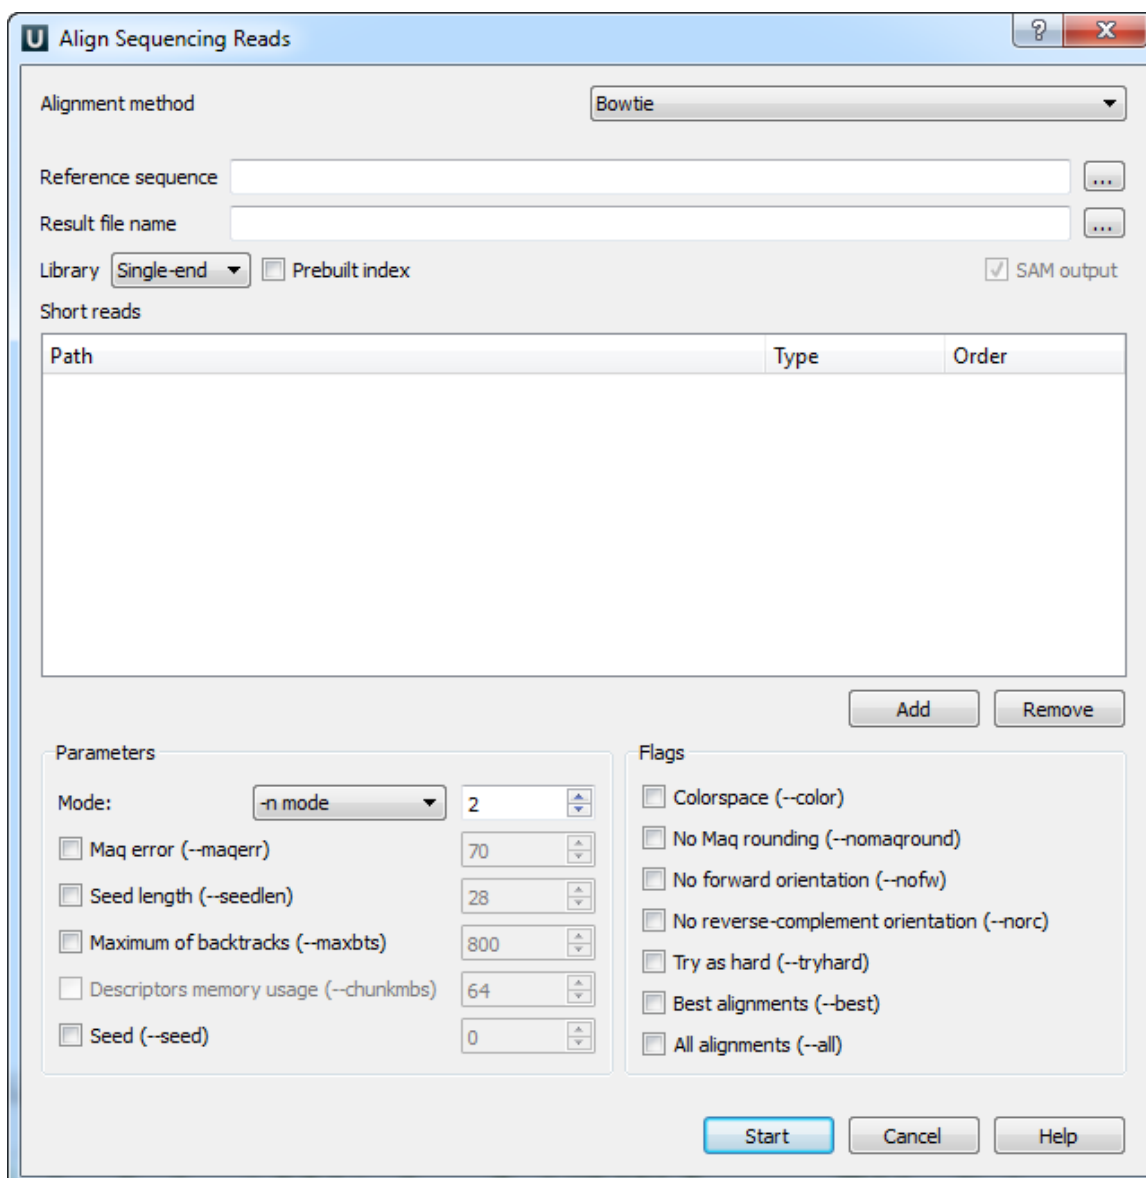 U Align Sequencing Reads ? X
Alignment method Bowtie
Reference sequence ...
Result file name ...
Library Single-end Prebuilt index SAM output
Short reads
Path Type Order
Add Remove
Parameters Flags
Mode: -n mode 2 Colorspace (--color)
Maq error (--maqerr) 70 No Maq rounding (--nomaqround)
Seed length (--seedlen) 28 No forward orientation (--nofw)
Maximum of backtracks (--maxbts) 800 No reverse-complement orientation (--norc)
Descriptors memory usage (--chunkmbs) 64 Try as hard (--tryhard)
Seed (--seed) 0 Best alignments (--best)
All alignments (--all)
Start Cancel Help